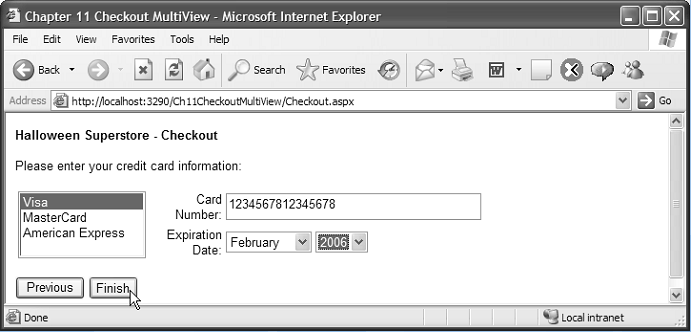 Chapter 11 Checkout MultiView - Microsoft Internet Explorer
File Edit View Favorites Tools Help
Back Search Favorites
Address http://localhost:3290/Ch11CheckoutMultiView/Checkout.aspx Go
Halloween Superstore - Checkout
Please enter your credit card information:
Visa
MasterCard
American Express
Card Number: 1234567812345678
Expiration Date: February 2006
Previous Finish
Done Local intranet